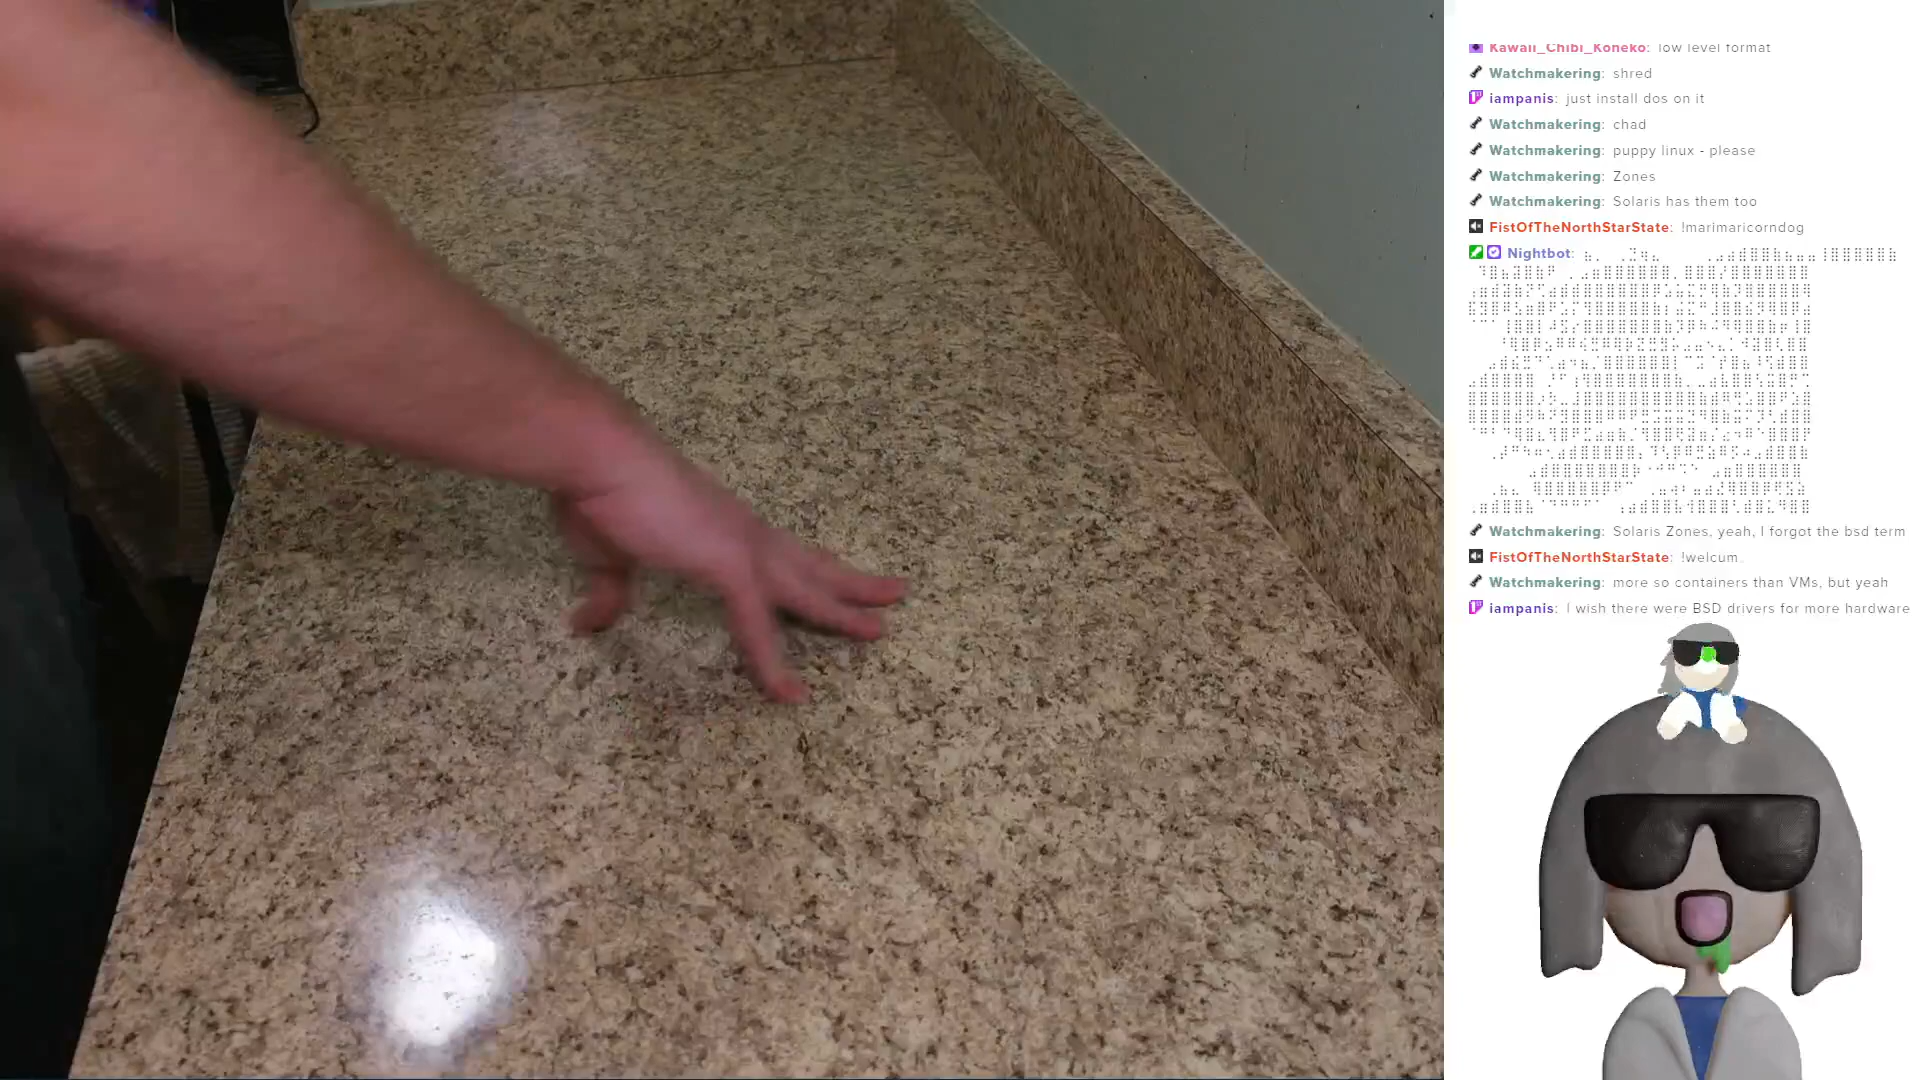 Kawaii_Chibi_Koneko: low level format
Watchmakering: shred
iampanis: just install dos on it
Watchmakering: chad
Watchmakering: puppy linux - please
Watchmakering: Zones
Watchmakering: Solaris has them too
FistOfTheNorthStarState: !marimaricorndog
Nightbot:
Watchmakering: Solaris Zones, yeah, I forgot the bsd term
FistOfTheNorthStarState: !welcum
Watchmakering: more so containers than VMs, but yeah
iampanis: I wish there were BSD drivers for more hardware